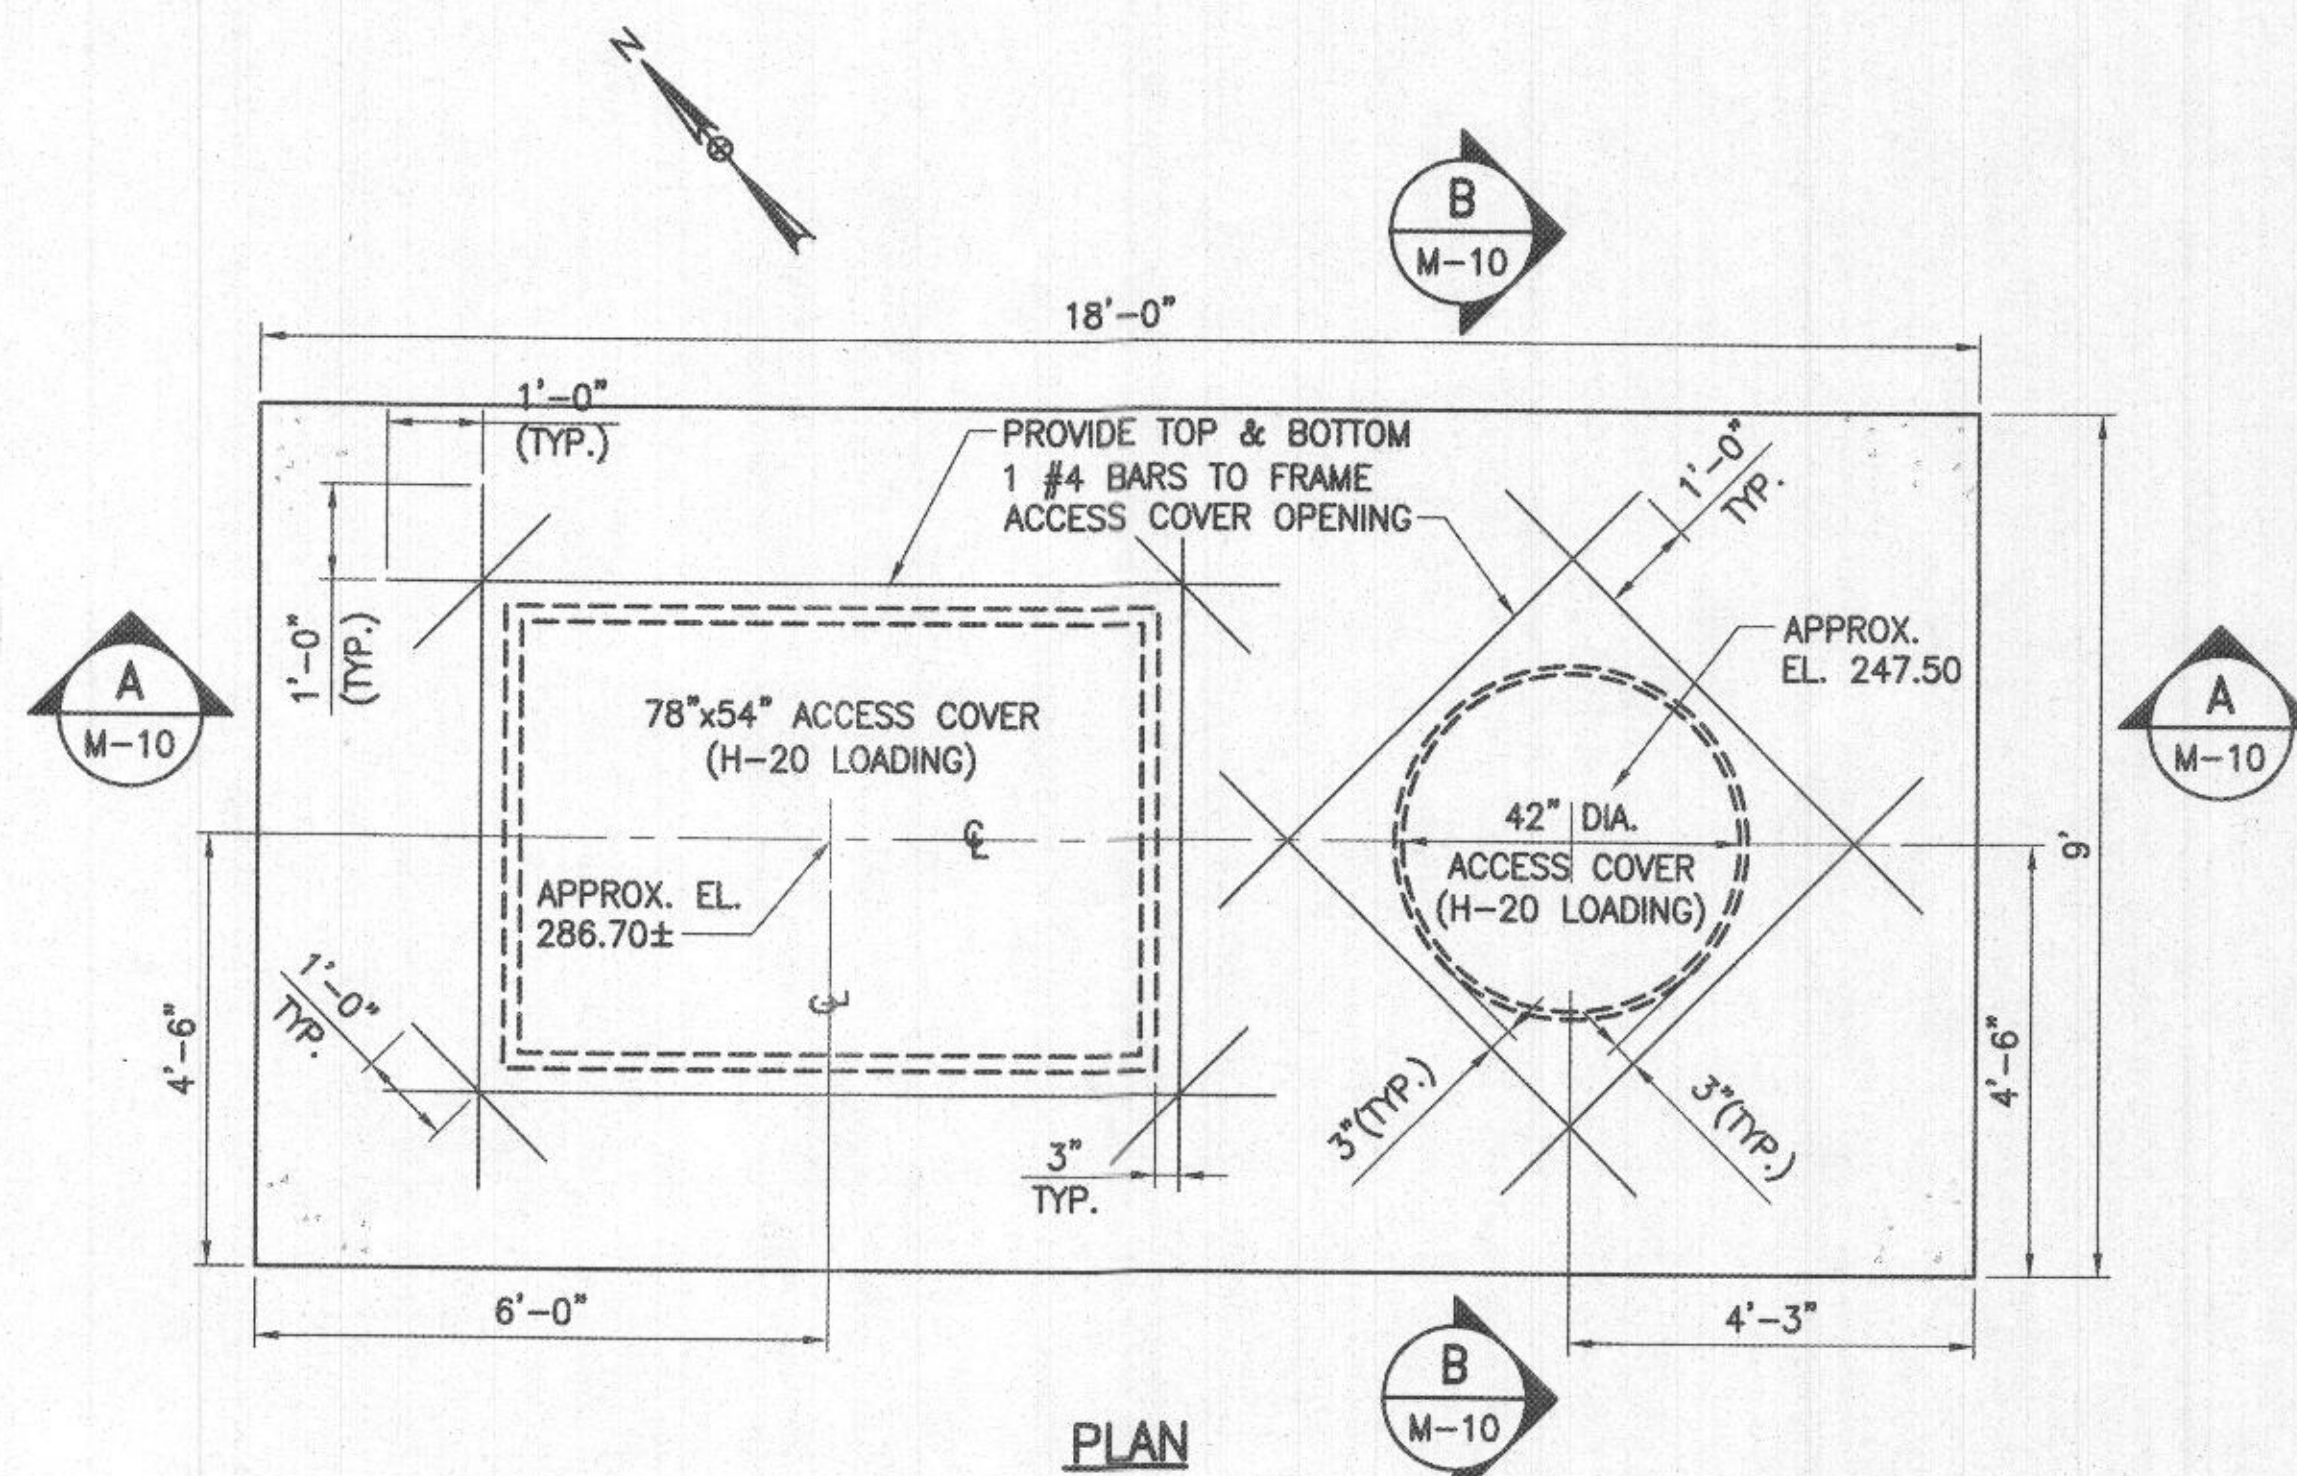 N
B
M-10
18'-0"
1'-0"
(TYP.)
PROVIDE TOP & BOTTOM
1 #4 BARS TO FRAME
ACCESS COVER OPENING
1'-0"
TYP.
1'-0"
(TYP.)
APPROX.
EL. 247.50
A
M-10
A
M-10
78"x54" ACCESS COVER
(H-20 LOADING)
42" DIA.
ACCESS COVER
(H-20 LOADING)
℄
9'
APPROX. EL.
286.70±
℄
1'-0"
TYP.
4'-6"
4'-6"
3"(TYP.)
3"(TYP.)
3"
TYP.
6'-0"
4'-3"
B
M-10
PLAN